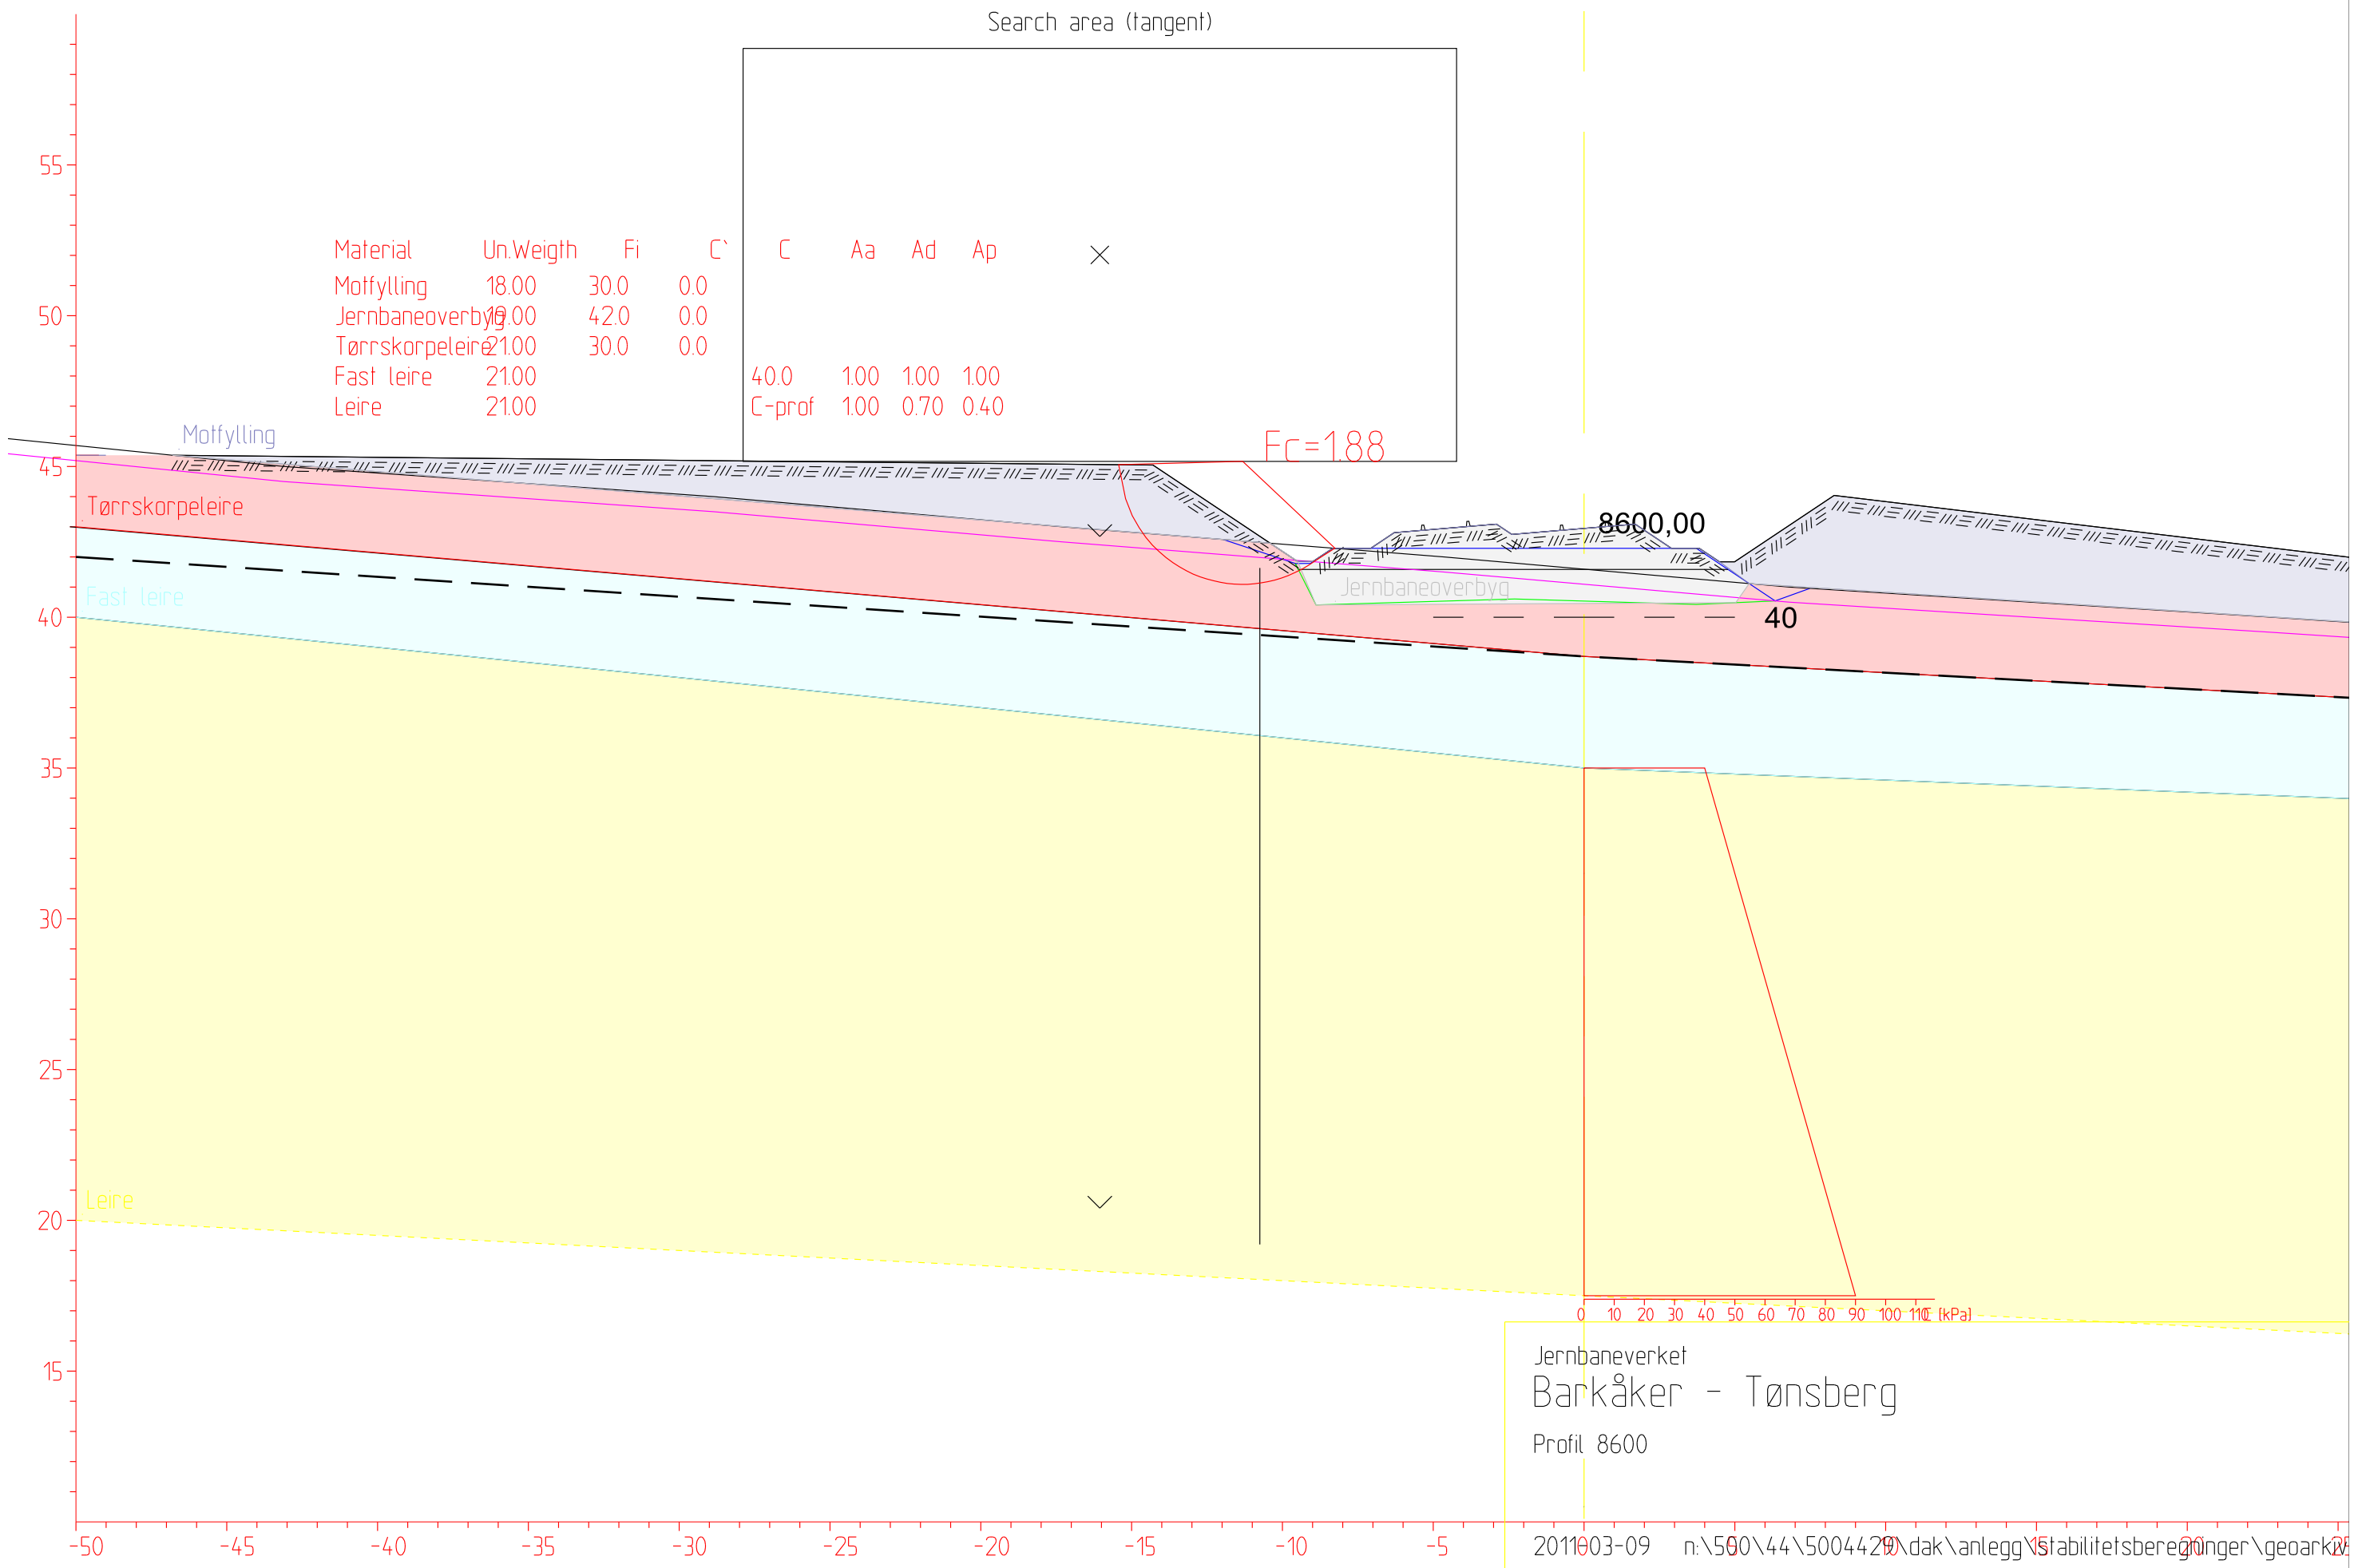 Search area (tangent)
55
Material Un.Weigth Fi C` C Aa Ad Ap
Motfylling 18.00 30.0 0.0
50
Jernbaneoverbyg 19.00 42.0 0.0
Tørrskorpeleire 21.00 30.0 0.0
Fast leire 21.00 40.0 1.00 1.00 1.00
Leire 21.00 C-prof 1.00 0.70 0.40
Motfylling
Fc=1.88
45
Tørrskorpeleire
8600,00
Fast leire
Jernbaneoverbyg
40
40
35
30
25
Leire
20
0 10 20 30 40 50 60 70 80 90 100 110 (kPa)
15
Jernbaneverket
Barkåker - Tønsberg
Profil 8600
-50 -45 -40 -35 -30 -25 -20 -15 -10 -5 0 5 10 15 20
2011-03-09 n:\500\44\5004429\dak\anlegg\stabilitetsberegninger\geoarkiv